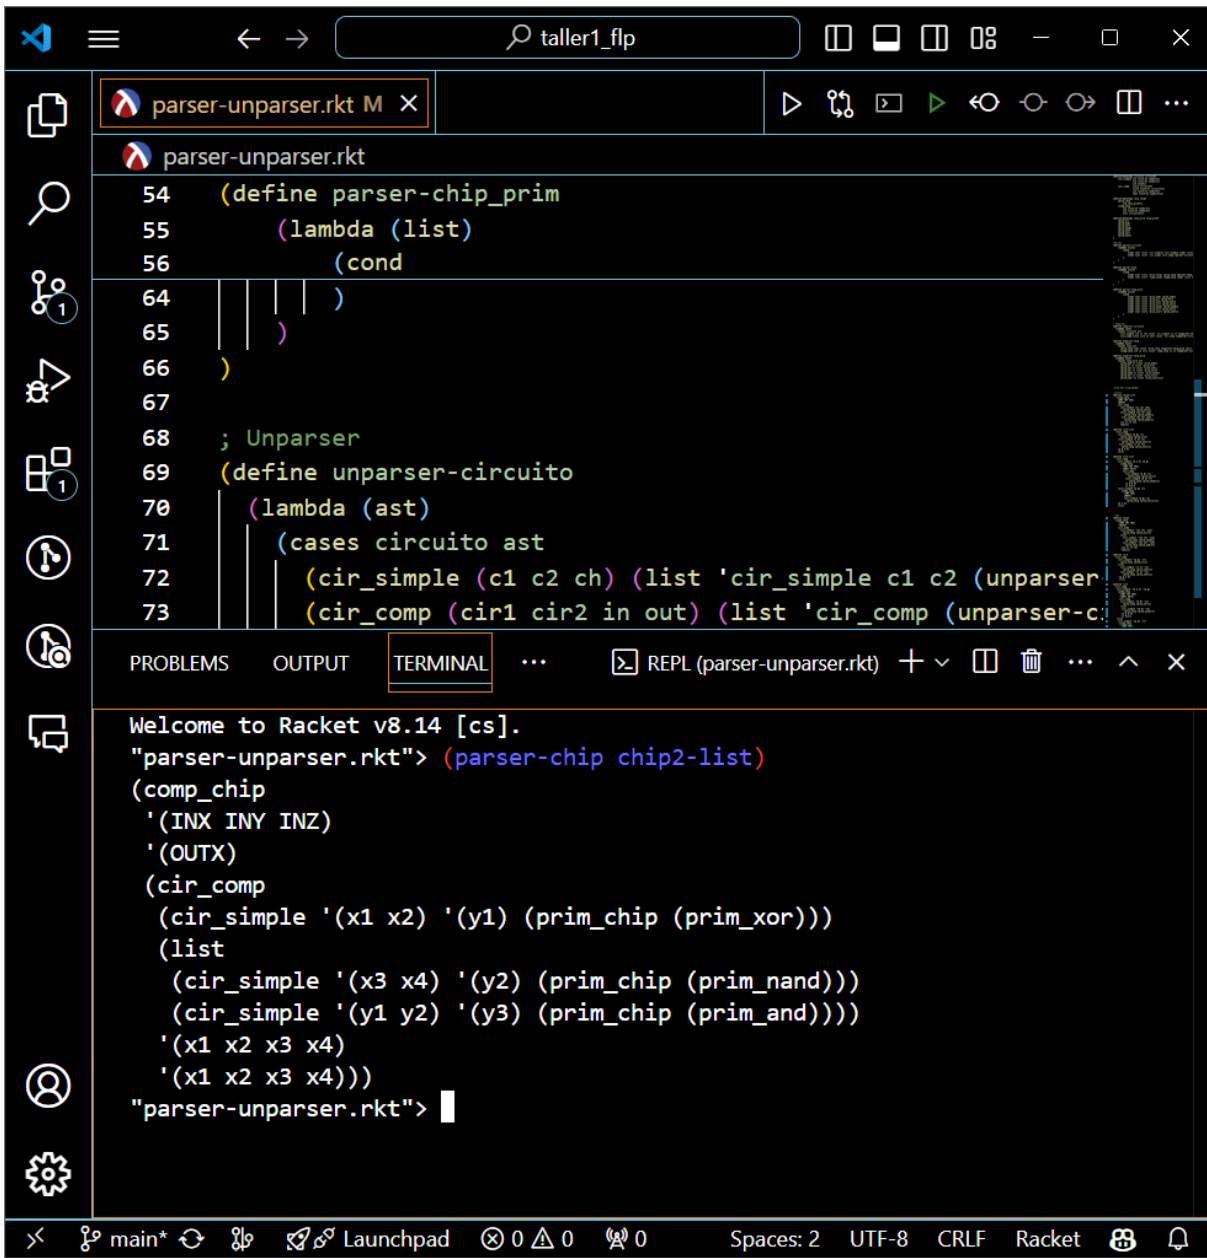 taller1_flp
parser-unparser.rkt M
parser-unparser.rkt
54 (define parser-chip_prim
55 (lambda (list)
56 (cond
64 )
65 )
66 )
67
68 ; Unparser
69 (define unparser-circuito
70 (lambda (ast)
71 (cases circuito ast
72 (cir_simple (c1 c2 ch) (list 'cir_simple c1 c2 (unparser
73 (cir_comp (cir1 cir2 in out) (list 'cir_comp (unparser-c
1
1
PROBLEMS OUTPUT TERMINAL ··· REPL (parser-unparser.rkt)
Welcome to Racket v8.14 [cs].
"parser-unparser.rkt"> (parser-chip chip2-list)
(comp_chip
'(INX INY INZ)
'(OUTX)
(cir_comp
(cir_simple '(x1 x2) '(y1) (prim_chip (prim_xor)))
(list
(cir_simple '(x3 x4) '(y2) (prim_chip (prim_nand)))
(cir_simple '(y1 y2) '(y3) (prim_chip (prim_and))))
'(x1 x2 x3 x4)
'(x1 x2 x3 x4)))
"parser-unparser.rkt">
main* Launchpad 0 0 0 Spaces: 2 UTF-8 CRLF Racket